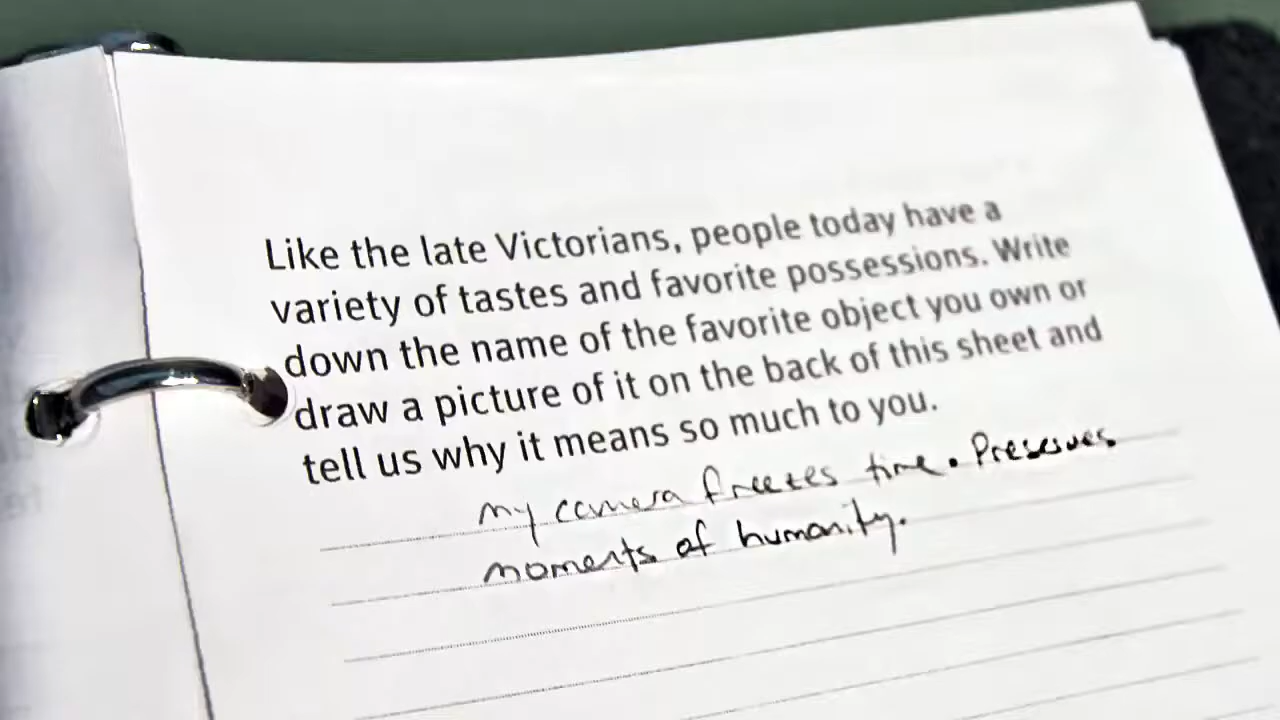 Like the late Victorians, people today have a
variety of tastes and favorite possessions. Write
down the name of the favorite object you own or
draw a picture of it on the back of this sheet and
tell us why it means so much to you.
my camera freezes time. Preserves
moments of humanity.